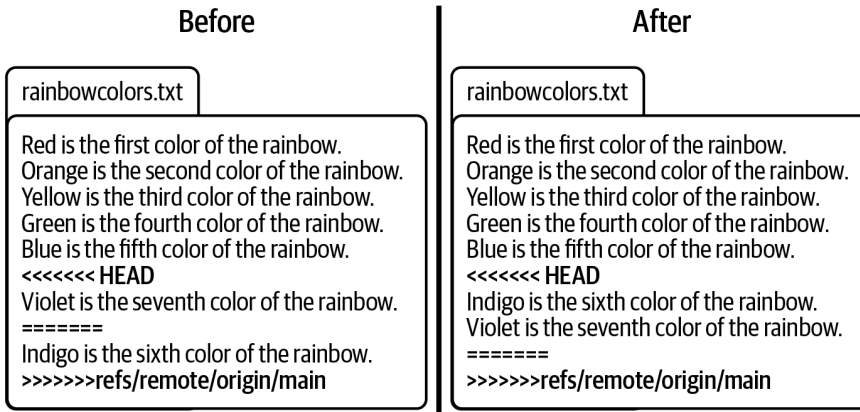 Before
rainbowcolors.txt
Red is the first color of the rainbow.
Orange is the second color of the rainbow.
Yellow is the third color of the rainbow.
Green is the fourth color of the rainbow.
Blue is the fifth color of the rainbow.
<<<<<<< HEAD
Violet is the seventh color of the rainbow.
=======
Indigo is the sixth color of the rainbow.
>>>>>>>refs/remote/origin/main
After
rainbowcolors.txt
Red is the first color of the rainbow.
Orange is the second color of the rainbow.
Yellow is the third color of the rainbow.
Green is the fourth color of the rainbow.
Blue is the fifth color of the rainbow.
<<<<<<< HEAD
Indigo is the sixth color of the rainbow.
Violet is the seventh color of the rainbow.
=======
>>>>>>>refs/remote/origin/main